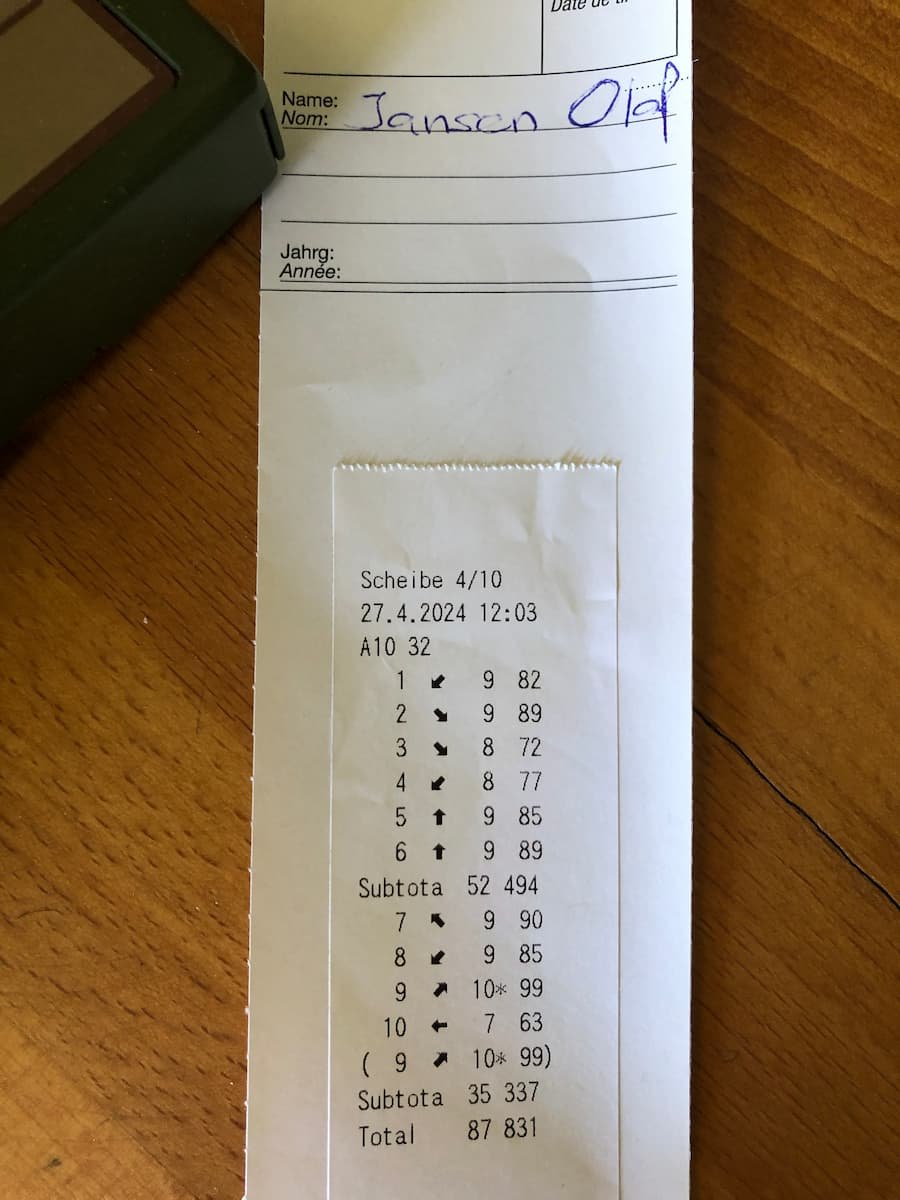 Date de
Name: Jansen Olaf
Nom:
Jahrg:
Année:
Scheibe 4/10
27.4.2024 12:03
A10 32
1 ↙ 9 82
2 ↘ 9 89
3 ↘ 8 72
4 ↙ 8 77
5 ↑ 9 85
6 ↑ 9 89
Subtota 52 494
7 ↖ 9 90
8 ↙ 9 85
9 ↗ 10* 99
10 ← 7 63
( 9 ↗ 10* 99)
Subtota 35 337
Total 87 831